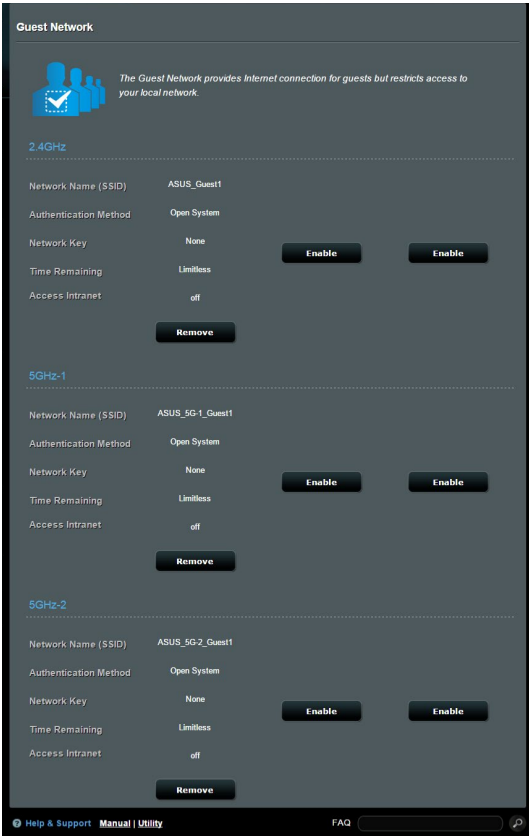 Guest Network
The Guest Network provides Internet connection for guests but restricts access to
your local network.
2.4GHz
Network Name (SSID) ASUS_Guest1
Authentication Method Open System
Network Key None
Enable Enable
Time Remaining Limitless
Access Intranet off
Remove
5GHz-1
Network Name (SSID) ASUS_5G-1_Guest1
Authentication Method Open System
Network Key None
Enable Enable
Time Remaining Limitless
Access Intranet off
Remove
5GHz-2
Network Name (SSID) ASUS_5G-2_Guest1
Authentication Method Open System
Network Key None
Enable Enable
Time Remaining Limitless
Access Intranet off
Remove
Help & Support Manual | Utility FAQ